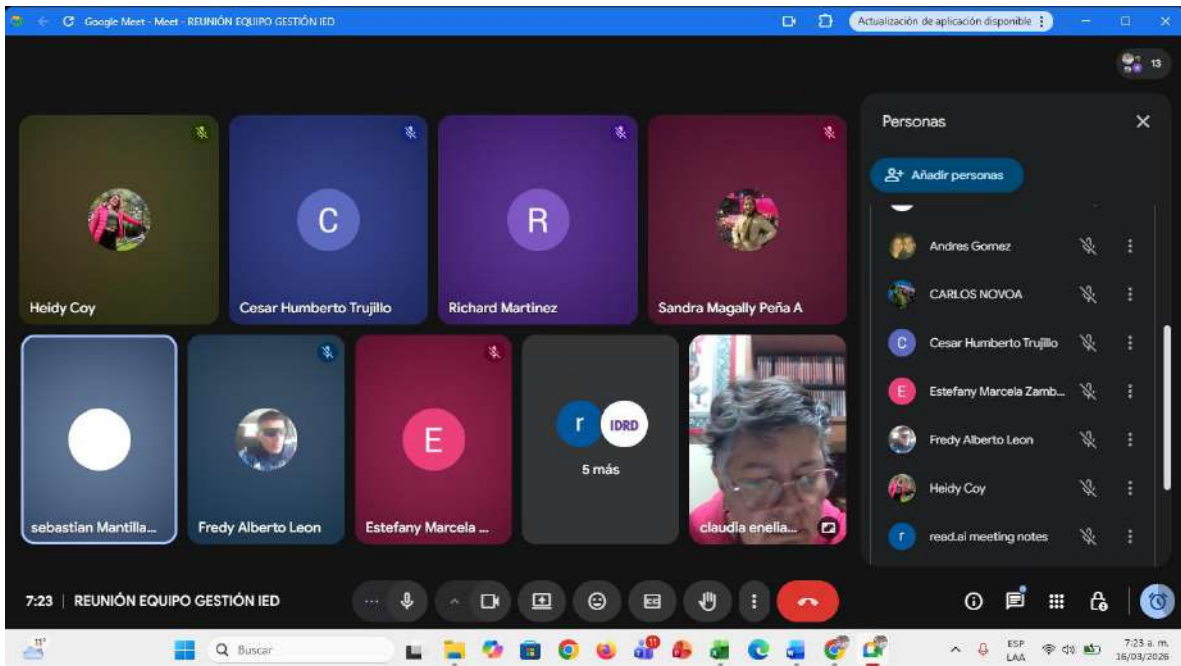 Google Meet - Meet - REUNIÓN EQUIPO GESTIÓN IED
Actualización de aplicación disponible
13
Personas
Añadir personas
C
R
Heidy Coy
Cesar Humberto Trujillo
Richard Martinez
Sandra Magally Peña A
Andres Gomez
CARLOS NOVOA
C
Cesar Humberto Trujillo
E
Estefany Marcela Zamb...
Fredy Alberto Leon
Heidy Coy
r
read.ai meeting notes
E
r
IDRD
5 más
sebastian Mantilla...
Fredy Alberto Leon
Estefany Marcela ...
claudia enelia...
7:23 | REUNIÓN EQUIPO GESTIÓN IED
CC
11°
Buscar
ESP
LAA
7:23 a. m.
16/03/2026